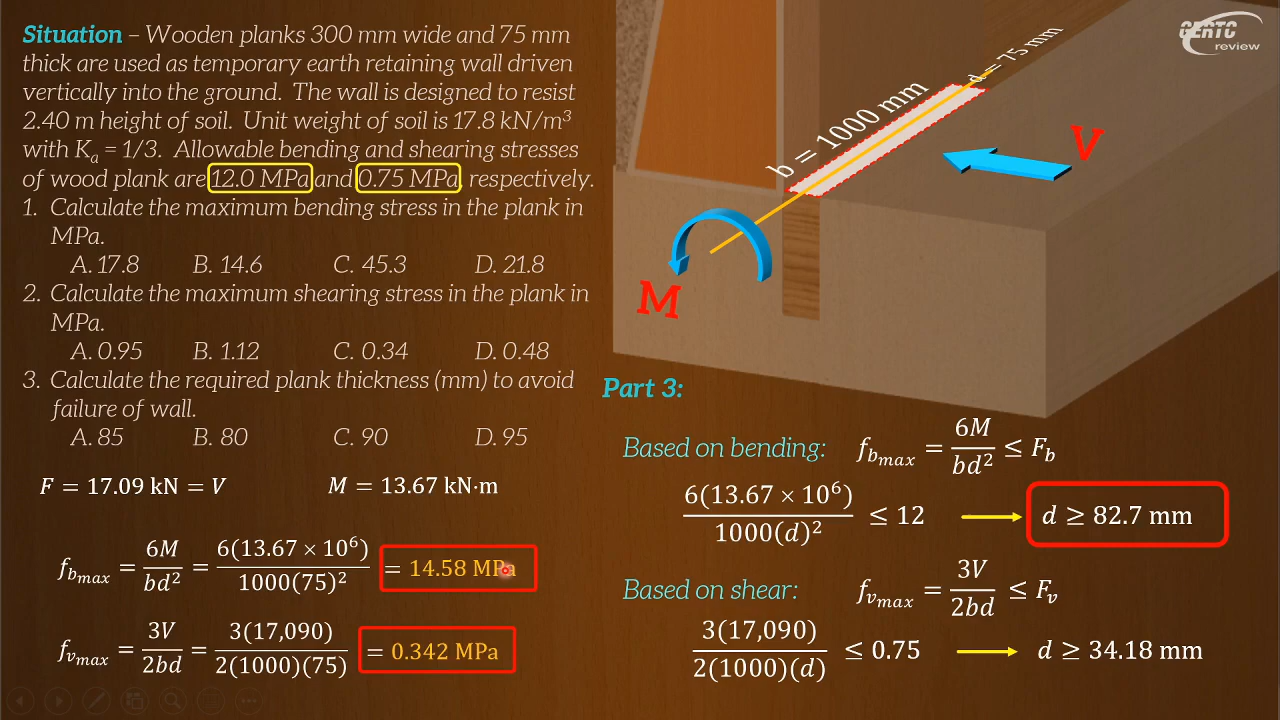 Situation – Wooden planks 300 mm wide and 75 mm
thick are used as temporary earth retaining wall driven
vertically into the ground. The wall is designed to resist
2.40 m height of soil. Unit weight of soil is 17.8 kN/m³
with Kₐ = 1/3. Allowable bending and shearing stresses
of wood plank are 12.0 MPa and 0.75 MPa, respectively.
1. Calculate the maximum bending stress in the plank in
MPa.
A. 17.8 B. 14.6 C. 45.3 D. 21.8
2. Calculate the maximum shearing stress in the plank in
MPa.
A. 0.95 B. 1.12 C. 0.34 D. 0.48
3. Calculate the required plank thickness (mm) to avoid
failure of wall.
A. 85 B. 80 C. 90 D. 95
F = 17.09 kN = V M = 13.67 kN·m
f_bmax = 6M/bd² = 6(13.67 × 10⁶)/1000(75)² = 14.58 MPa
f_vmax = 3V/2bd = 3(17,090)/2(1000)(75) = 0.342 MPa
GERTC
review
d = 75 mm
b = 1000 mm
V
M
Part 3:
Based on bending: f_bmax = 6M/bd² ≤ F_b
6(13.67 × 10⁶)/1000(d)² ≤ 12 d ≥ 82.7 mm
Based on shear: f_vmax = 3V/2bd ≤ F_v
3(17,090)/2(1000)(d) ≤ 0.75 d ≥ 34.18 mm